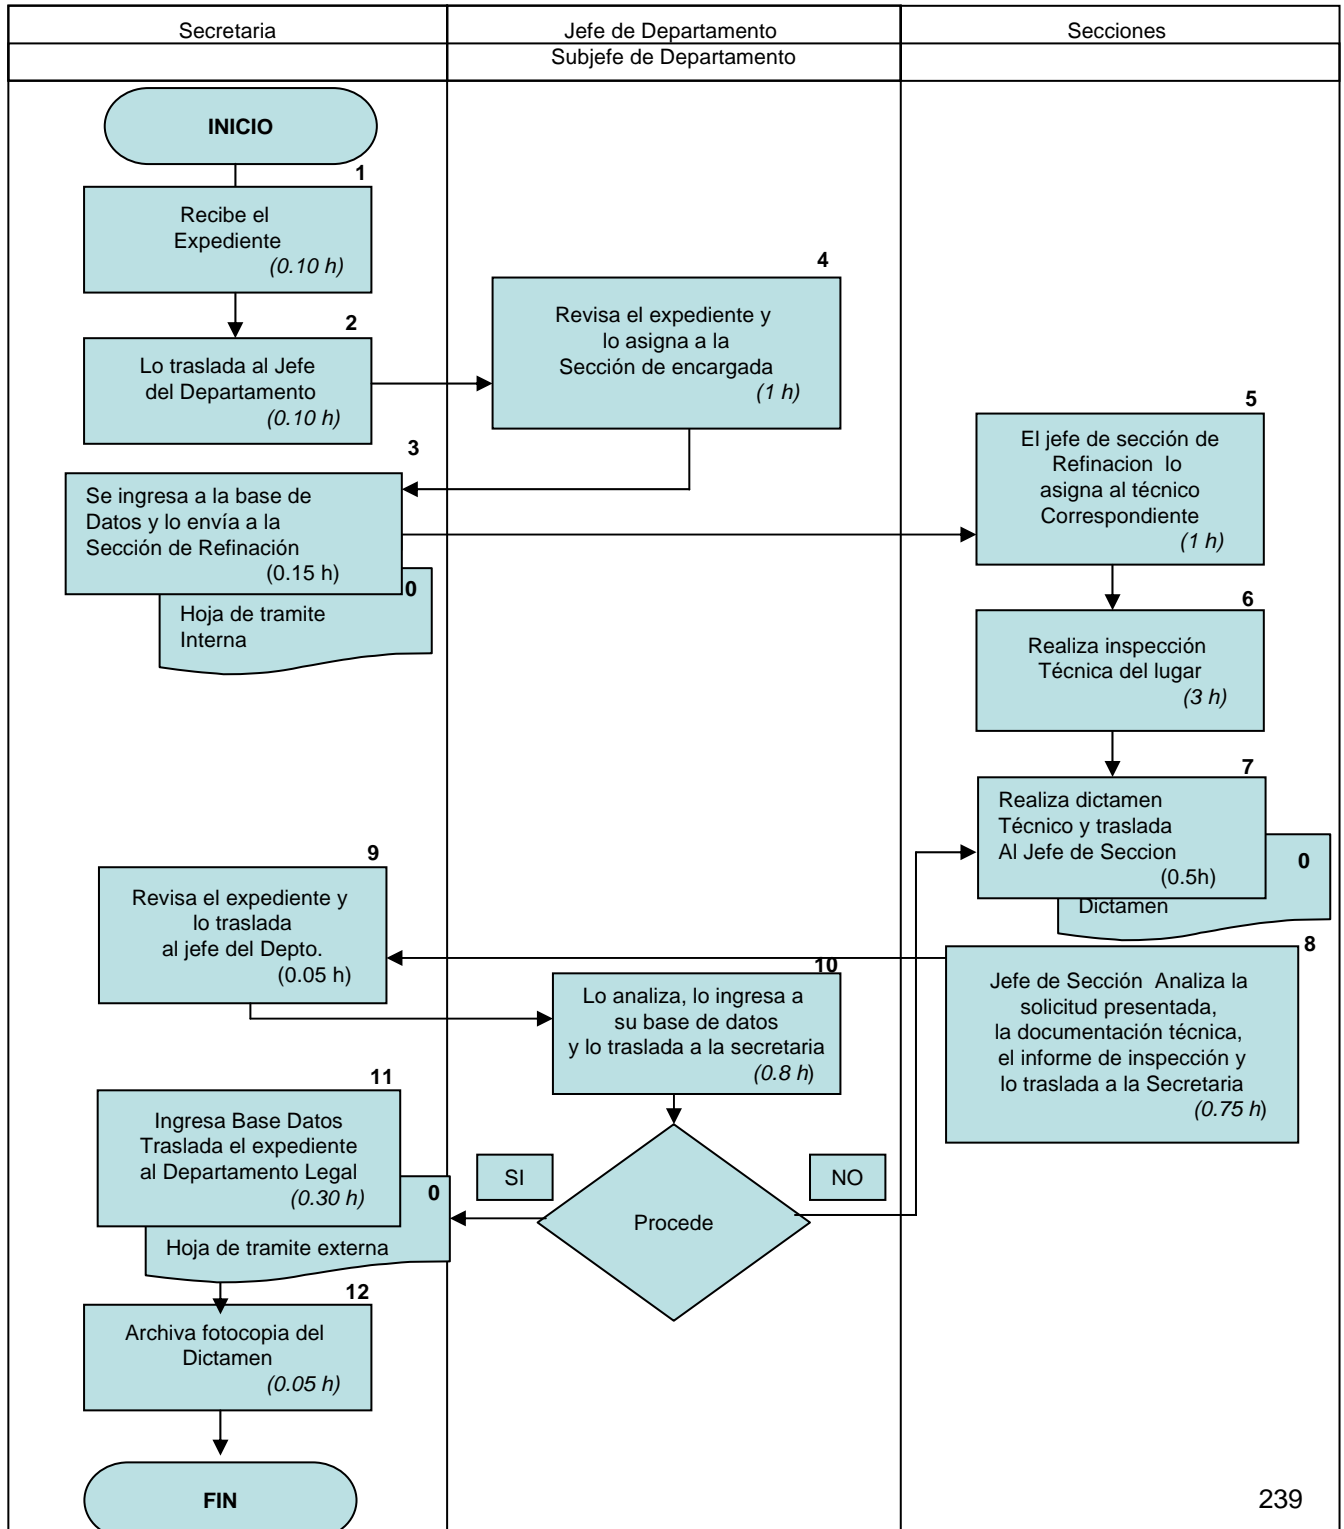 Secretaria
Jefe de Departamento
Subjefe de Departamento
Secciones
INICIO
1
Recibe el
Expediente
(0.10 h)
2
Lo traslada al Jefe
del Departamento
(0.10 h)
4
Revisa el expediente y
lo asigna a la
Sección de encargada
(1 h)
3
Se ingresa a la base de
Datos y lo envía a la
Sección de Refinación
(0.15 h)
0
Hoja de tramite
Interna
5
El jefe de sección de
Refinacion lo
asigna al técnico
Correspondiente
(1 h)
6
Realiza inspección
Técnica del lugar
(3 h)
7
Realiza dictamen
Técnico y traslada
Al Jefe de Seccion
(0.5h)
0
Dictamen
8
Jefe de Sección Analiza la
solicitud presentada,
la documentación técnica,
el informe de inspección y
lo traslada a la Secretaria
(0.75 h)
9
Revisa el expediente y
lo traslada
al jefe del Depto.
(0.05 h)
10
Lo analiza, lo ingresa a
su base de datos
y lo traslada a la secretaria
(0.8 h)
Procede
SI
NO
11
Ingresa Base Datos
Traslada el expediente
al Departamento Legal
(0.30 h)
0
Hoja de tramite externa
12
Archiva fotocopia del
Dictamen
(0.05 h)
FIN
239